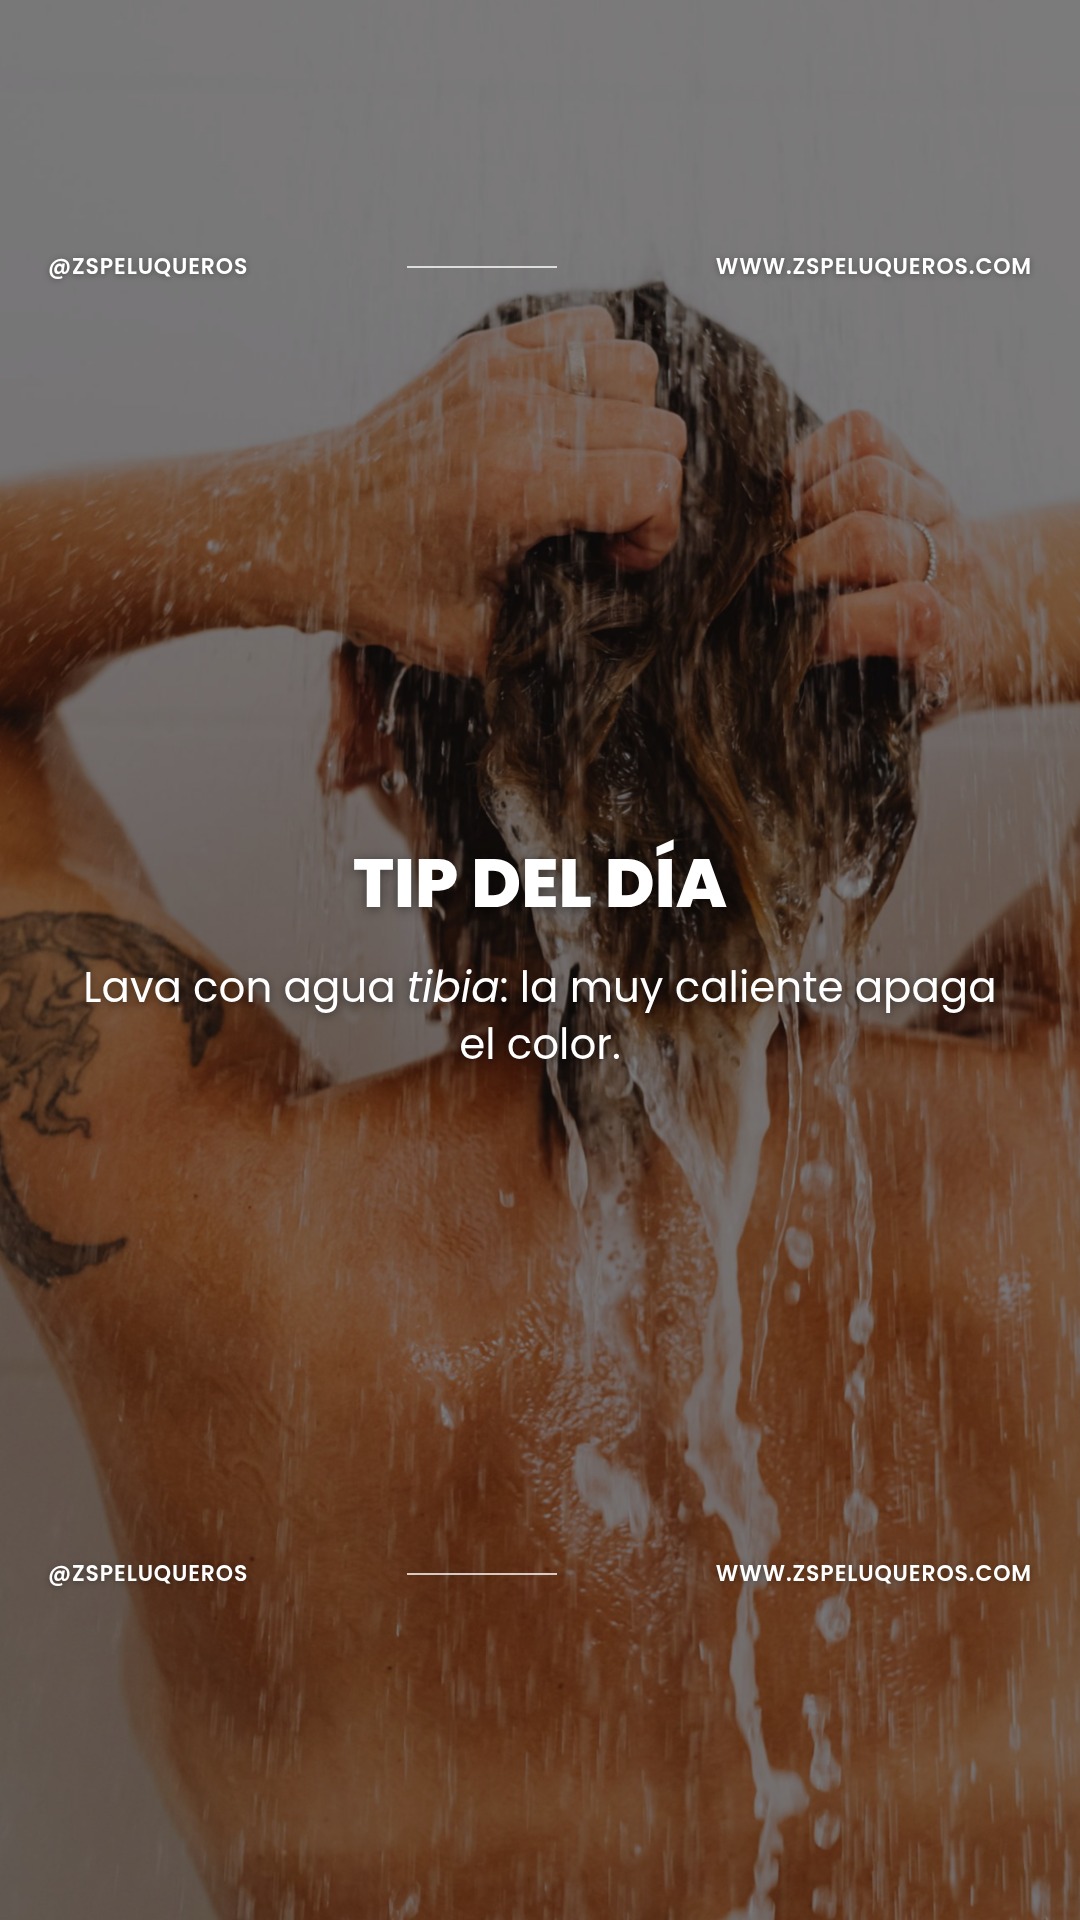 @ZSPELUQUEROS WWW.ZSPELUQUEROS.COM
TIP DEL DÍA
Lava con agua tibia: la muy caliente apaga
el color.
@ZSPELUQUEROS WWW.ZSPELUQUEROS.COM